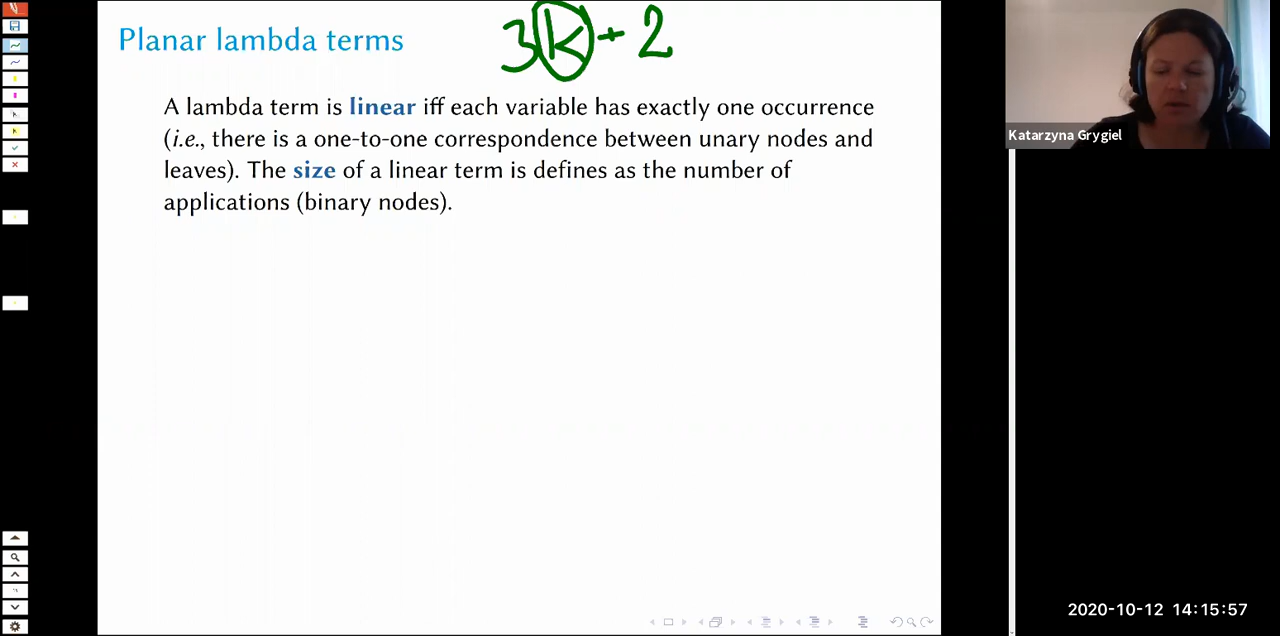 Planar lambda terms
3k + 2
A lambda term is linear iff each variable has exactly one occurrence
(i.e., there is a one-to-one correspondence between unary nodes and
leaves). The size of a linear term is defines as the number of
applications (binary nodes).
Katarzyna Grygiel
2020-10-12 14:15:57